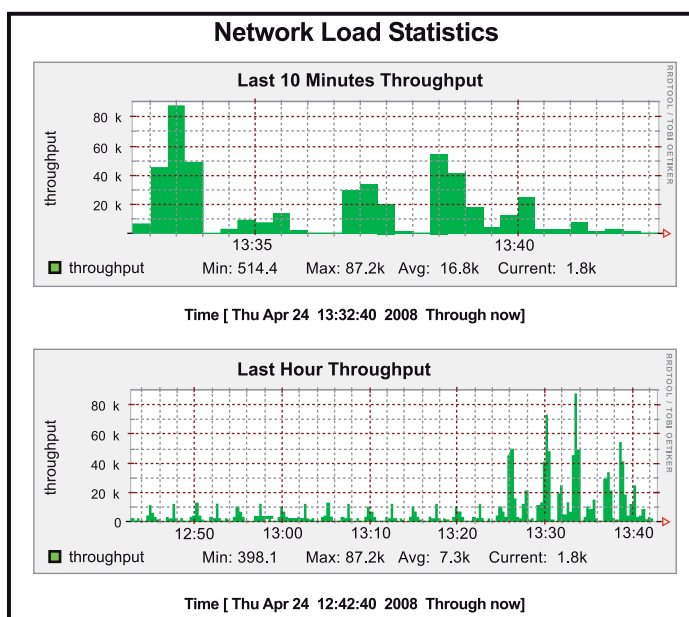 Network Load Statistics
Last 10 Minutes Throughput
RRDTOOL / TOBI OETIKER
throughput
80 k
60 k
40 k
20 k
13:35 13:40
throughput Min: 514.4 Max: 87.2k Avg: 16.8k Current: 1.8k
Time [ Thu Apr 24 13:32:40 2008 Through now]
Last Hour Throughput
RRDTOOL / TOBI OETIKER
throughput
80 k
60 k
40 k
20 k
0
12:50 13:00 13:10 13:20 13:30 13:40
throughput Min: 398.1 Max: 87.2k Avg: 7.3k Current: 1.8k
Time [ Thu Apr 24 12:42:40 2008 Through now]